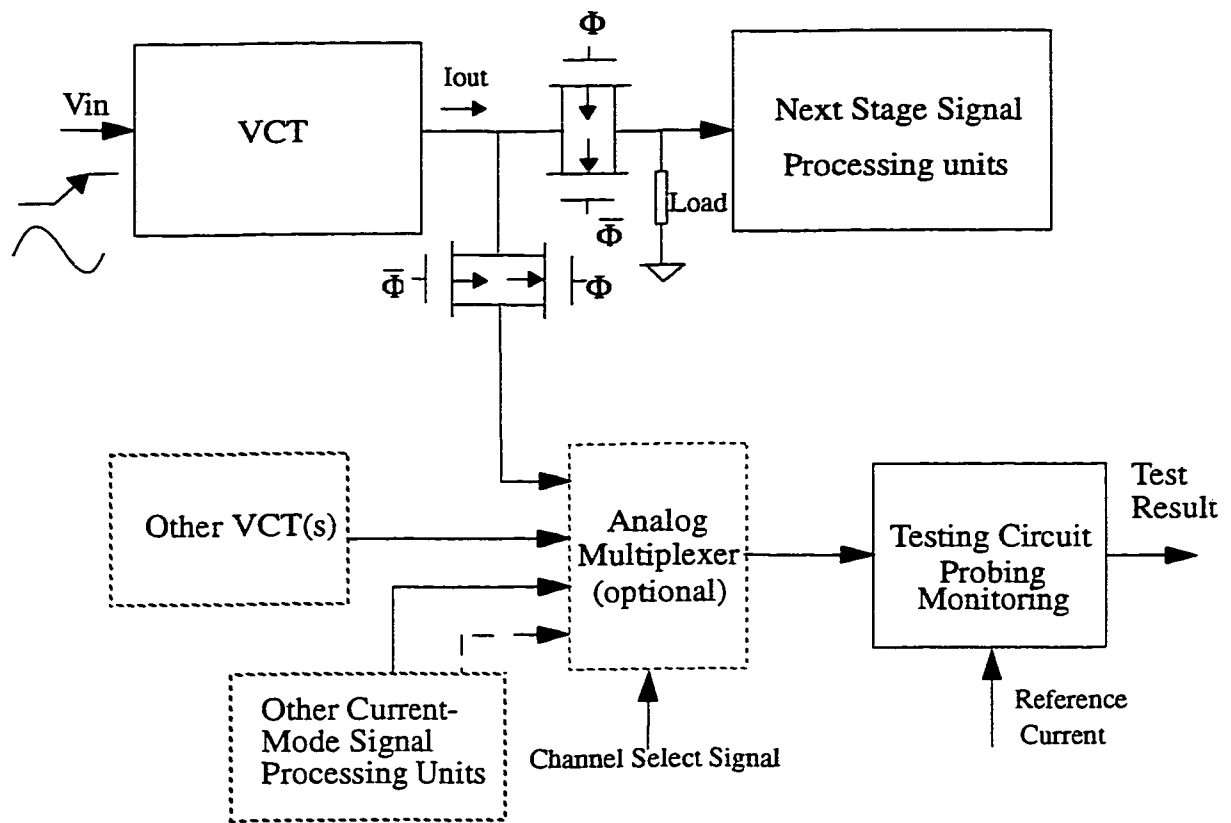 Φ
Iout
Vin
VCT
Next Stage Signal
Processing units
Load
Φ̅
Φ̅
Φ
Other VCT(s)
Analog
Multiplexer
(optional)
Testing Circuit
Probing
Monitoring
Test
Result
Other Current-
Mode Signal
Processing Units
Channel Select Signal
Reference
Current